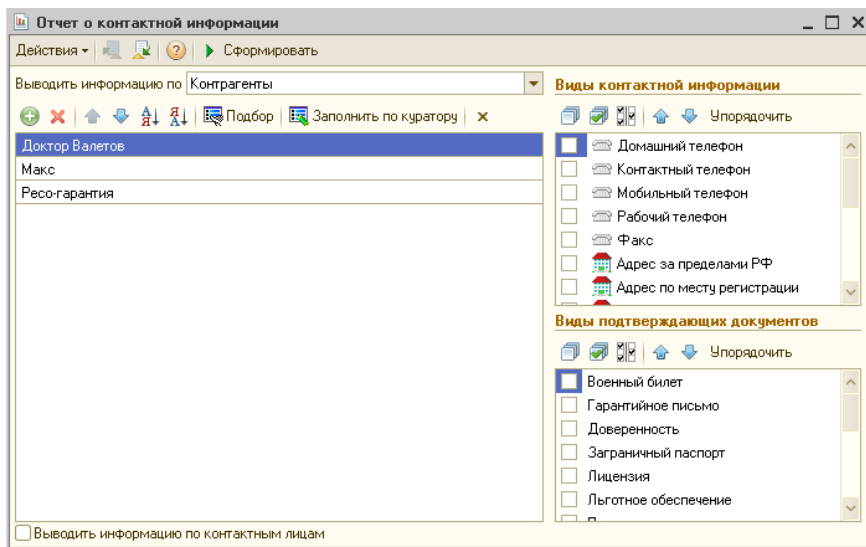 Отчет о контактной информации
Действия Сформировать
Выводить информацию по Контрагенты
Подбор Заполнить по куратору
Доктор Валетов
Макс
Ресо-гарантия
Выводить информацию по контактным лицам
Виды контактной информации
Упорядочить
Домашний телефон
Контактный телефон
Мобильный телефон
Рабочий телефон
Факс
Адрес за пределами РФ
Адрес по месту регистрации
Виды подтверждающих документов
Упорядочить
Военный билет
Гарантийное письмо
Доверенность
Заграничный паспорт
Лицензия
Льготное обеспечение